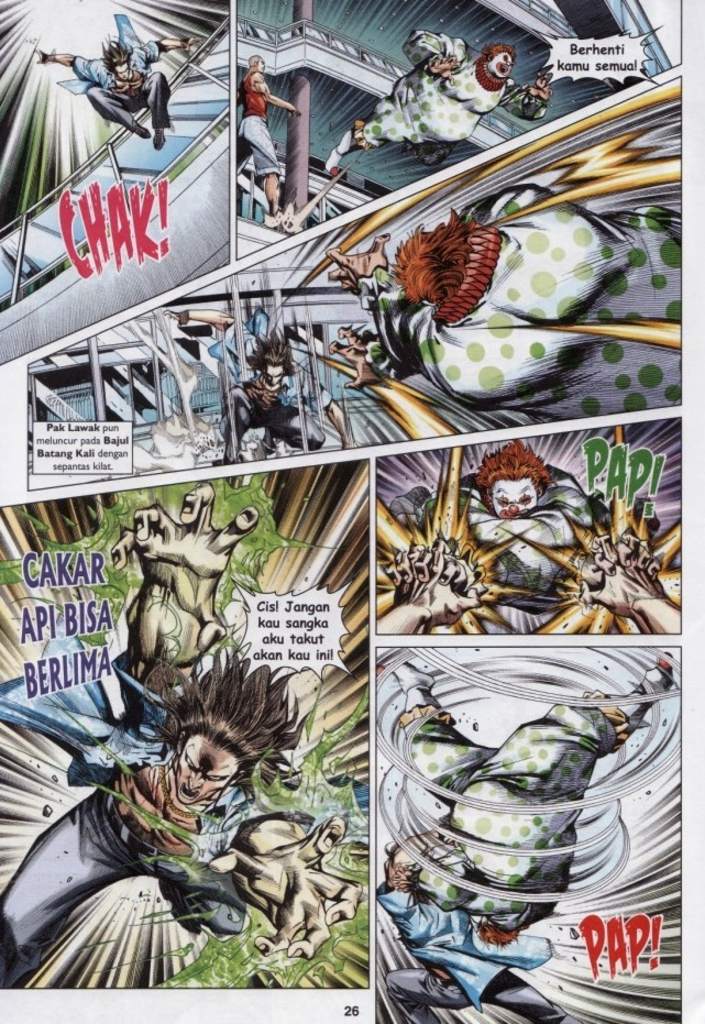 CHAK!
Berhenti
kamu semua!
Pak Lawak pun
meluncur pada Bajul
Batang Kali dengan
sepantas kilat.
PAP!
CAKAR
API BISA
BERLIMA
Cis! Jangan
kau sangka
aku takut
akan kau ini!
PAP!
26